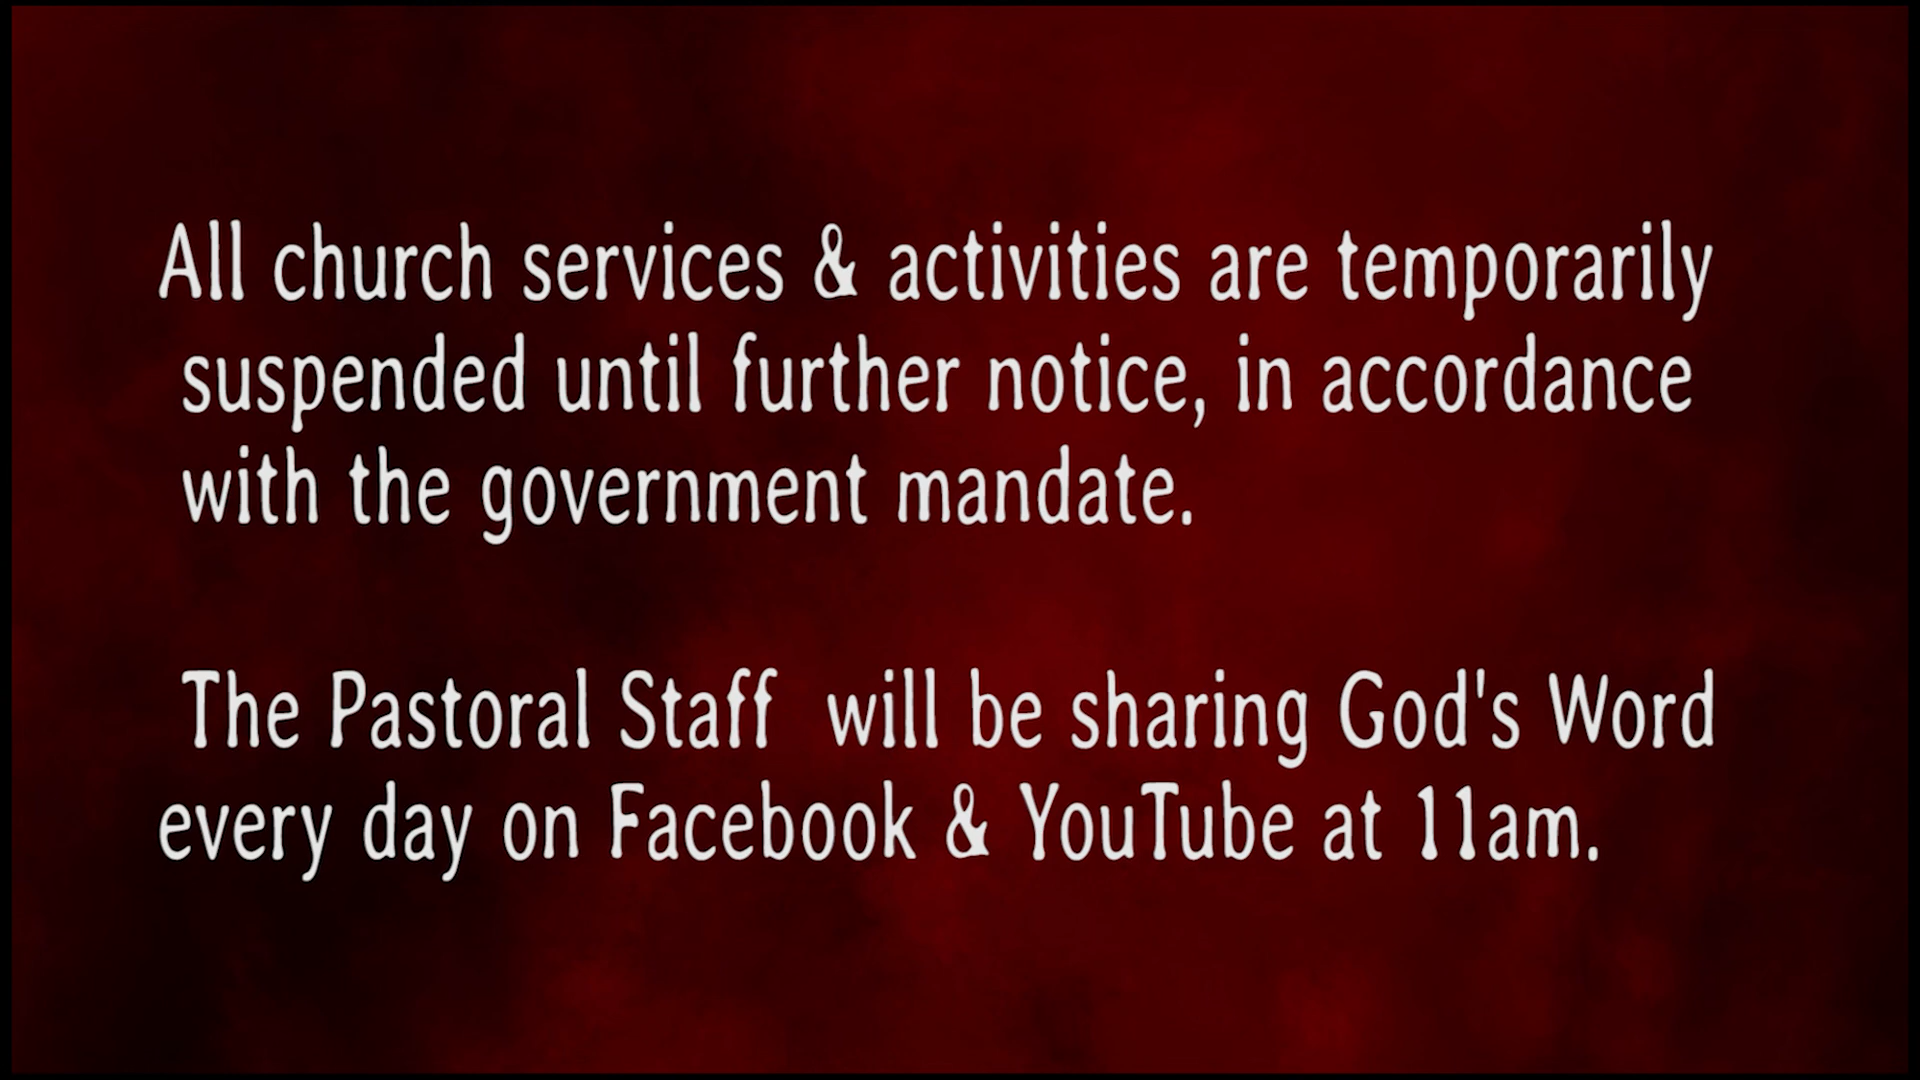 All church services & activities are temporarily
suspended until further notice, in accordance
with the government mandate.
The Pastoral Staff will be sharing God's Word
every day on Facebook & YouTube at 11am.